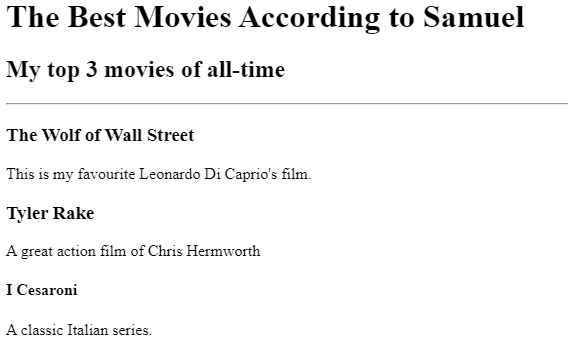 The Best Movies According to Samuel
My top 3 movies of all-time
The Wolf of Wall Street
This is my favourite Leonardo Di Caprio's film.
Tyler Rake
A great action film of Chris Hermworth
I Cesaroni
A classic Italian series.